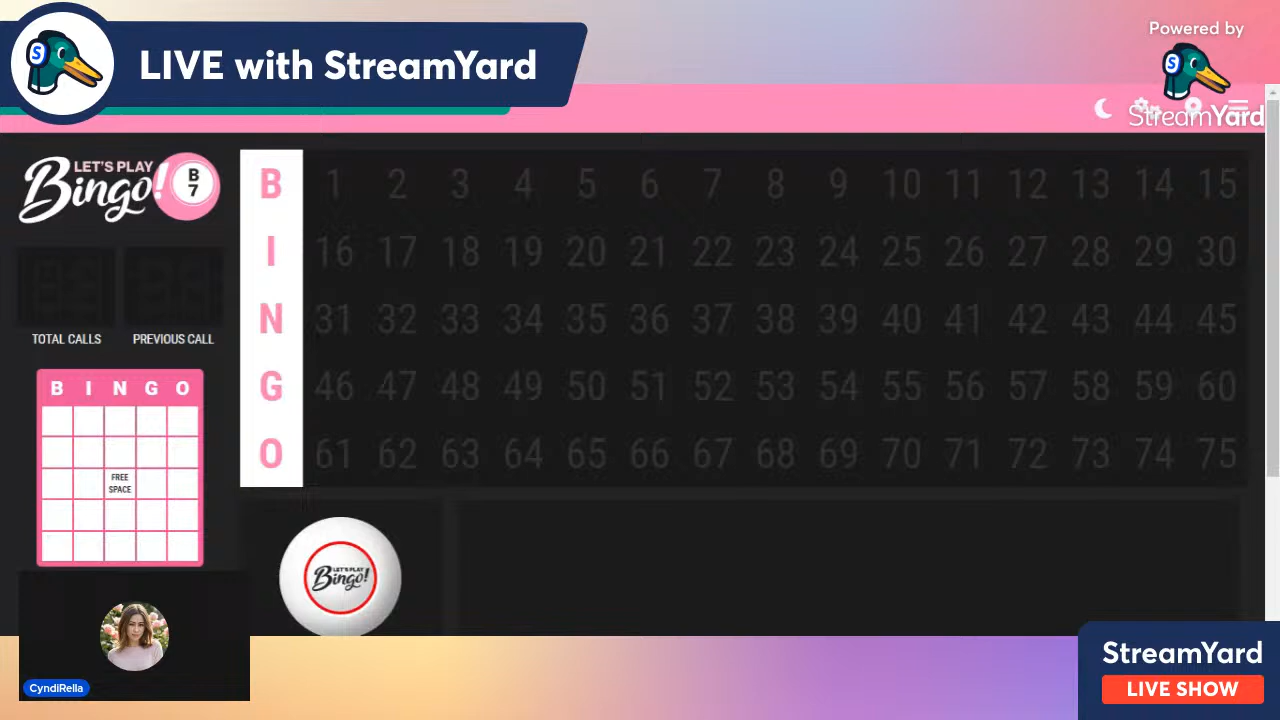 S
LIVE with StreamYard
Powered by
S
StreamYard
LET'S PLAY
Bingo!
B
7
B 1 2 3 4 5 6 7 8 9 10 11 12 13 14 15
I 16 17 18 19 20 21 22 23 24 25 26 27 28 29 30
N 31 32 33 34 35 36 37 38 39 40 41 42 43 44 45
G 46 47 48 49 50 51 52 53 54 55 56 57 58 59 60
O 61 62 63 64 65 66 67 68 69 70 71 72 73 74 75
TOTAL CALLS PREVIOUS CALL
B I N G O
FREE
SPACE
LET'S PLAY
Bingo!
CyndiRella
StreamYard
LIVE SHOW